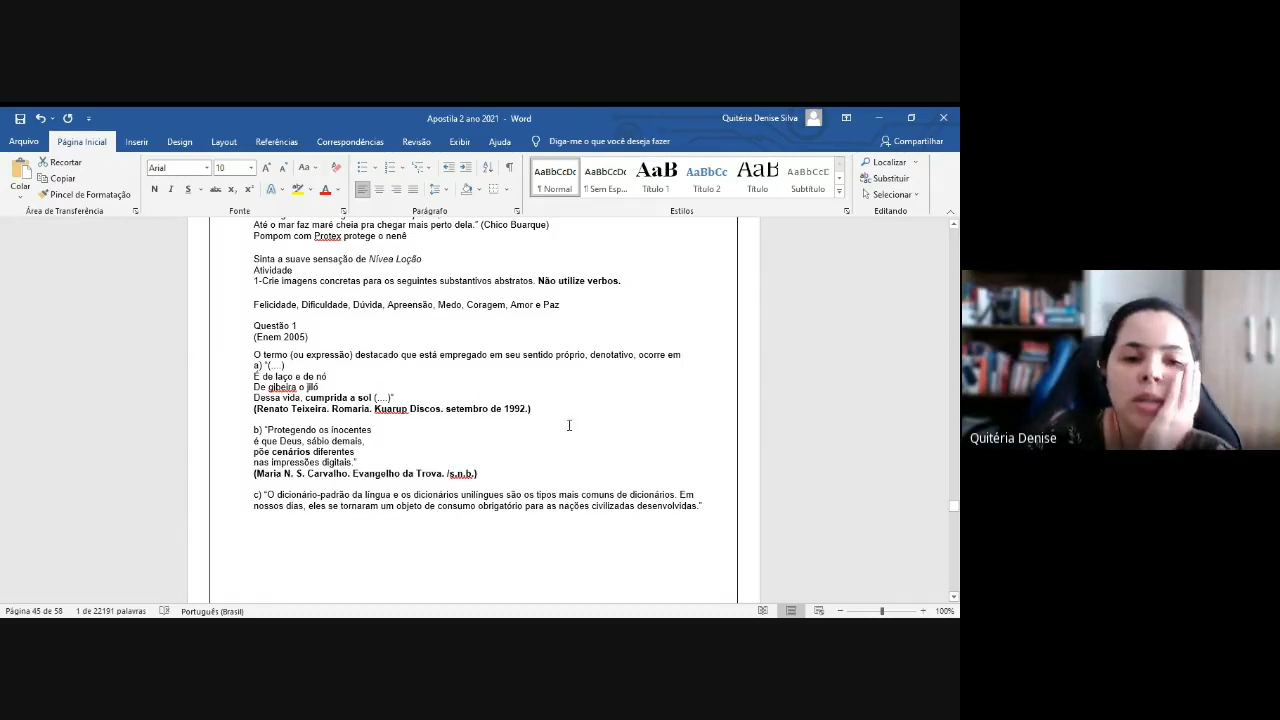 Apostila 2 ano 2021 - Word
Quitéria Denise Silva
Arquivo Página Inicial Inserir Design Layout Referências Correspondências Revisão Exibir Ajuda Diga-me o que você deseja fazer Compartilhar
Colar
Recortar
Copiar
Pincel de Formatação
Área de Transferência
Arial 10
Aa
N I S abc x₂ x²
Fonte
Parágrafo
AaBbCcDc AaBbCcDc AaB AaBbCc AaB AaBbCcC
¶ Normal ¶ Sem Esp... Título 1 Título 2 Título Subtítulo
Estilos
Localizar
Substituir
Selecionar
Editando
Até o mar faz maré cheia pra chegar mais perto dela." (Chico Buarque)
Pompom com Protex protege o nenê
Sinta a suave sensação de Nívea Loção
Atividade
1-Crie imagens concretas para os seguintes substantivos abstratos. Não utilize verbos.
Felicidade, Dificuldade, Dúvida, Apreensão, Medo, Coragem, Amor e Paz
Questão 1
(Enem 2005)
O termo (ou expressão) destacado que está empregado em seu sentido próprio, denotativo, ocorre em
a) "(....)
É de laço e de nó
De gibeira o jiló
Dessa vida, cumprida a sol (....)"
(Renato Teixeira. Romaria. Kuarup Discos. setembro de 1992.)
b) "Protegendo os inocentes
é que Deus, sábio demais,
põe cenários diferentes
nas impressões digitais."
(Maria N. S. Carvalho. Evangelho da Trova. /s.n.b.)
c) "O dicionário-padrão da língua e os dicionários unilíngues são os tipos mais comuns de dicionários. Em
nossos dias, eles se tornaram um objeto de consumo obrigatório para as nações civilizadas desenvolvidas."
Página 45 de 58 1 de 22191 palavras Português (Brasil) 100%
Quitéria Denise